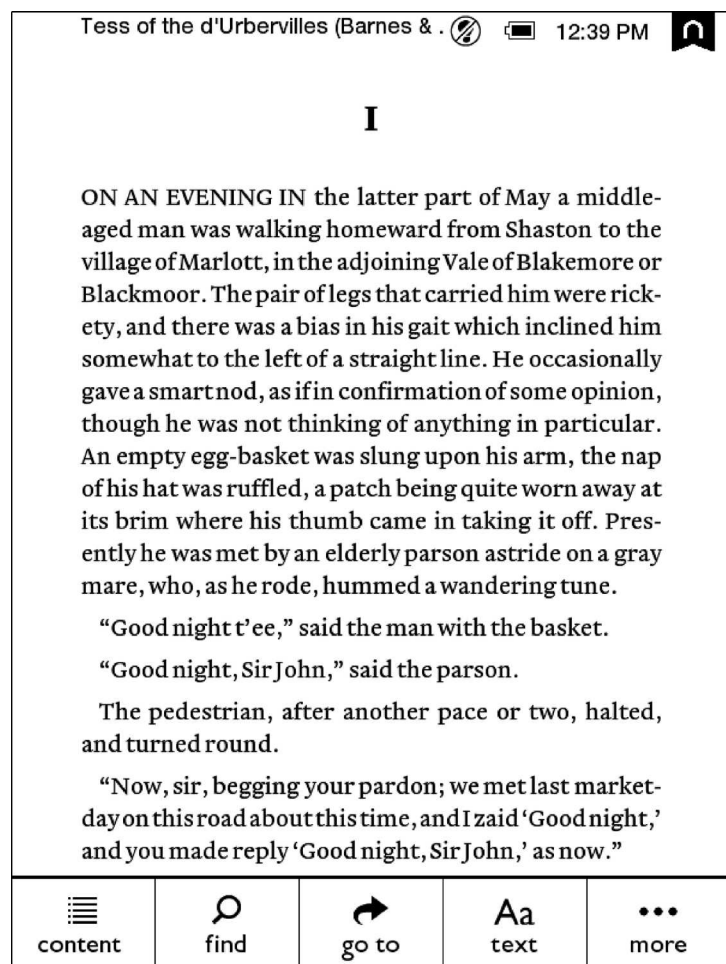 Tess of the d'Urbervilles (Barnes & .
12:39 PM
I
ON AN EVENING IN the latter part of May a middle-
aged man was walking homeward from Shaston to the
village of Marlott, in the adjoining Vale of Blakemore or
Blackmoor. The pair of legs that carried him were rick-
ety, and there was a bias in his gait which inclined him
somewhat to the left of a straight line. He occasionally
gave a smart nod, as if in confirmation of some opinion,
though he was not thinking of anything in particular.
An empty egg-basket was slung upon his arm, the nap
of his hat was ruffled, a patch being quite worn away at
its brim where his thumb came in taking it off. Pres-
ently he was met by an elderly parson astride on a gray
mare, who, as he rode, hummed a wandering tune.
“Good night t’ee,” said the man with the basket.
“Good night, Sir John,” said the parson.
The pedestrian, after another pace or two, halted,
and turned round.
“Now, sir, begging your pardon; we met last market-
day on this road about this time, and I zaid ‘Good night,’
and you made reply ‘Good night, Sir John,’ as now.”
content
find
go to
Aa
text
more